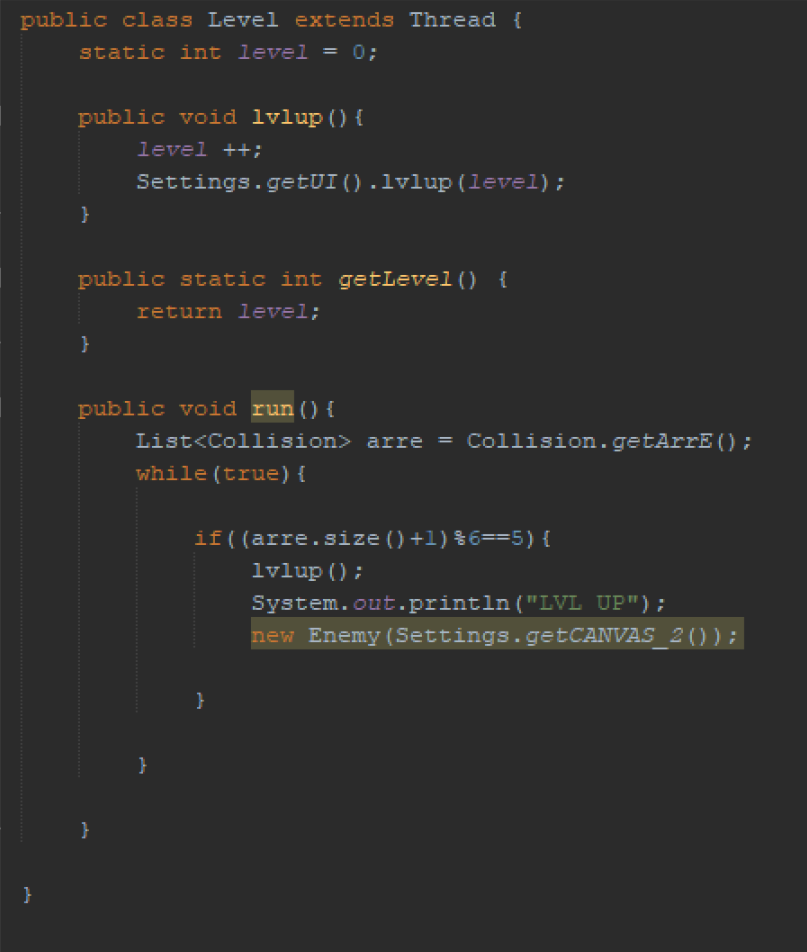 public class Level extends Thread {
static int level = 0;
public void lvlup(){
level ++;
Settings.getUI().lvlup(level);
}
public static int getLevel() {
return level;
}
public void run(){
List<Collision> arre = Collision.getArrE();
while(true){
if((arre.size()+1)%6==5){
lvlup();
System.out.println("LVL UP");
new Enemy(Settings.getCANVAS_2());
}
}
}
}